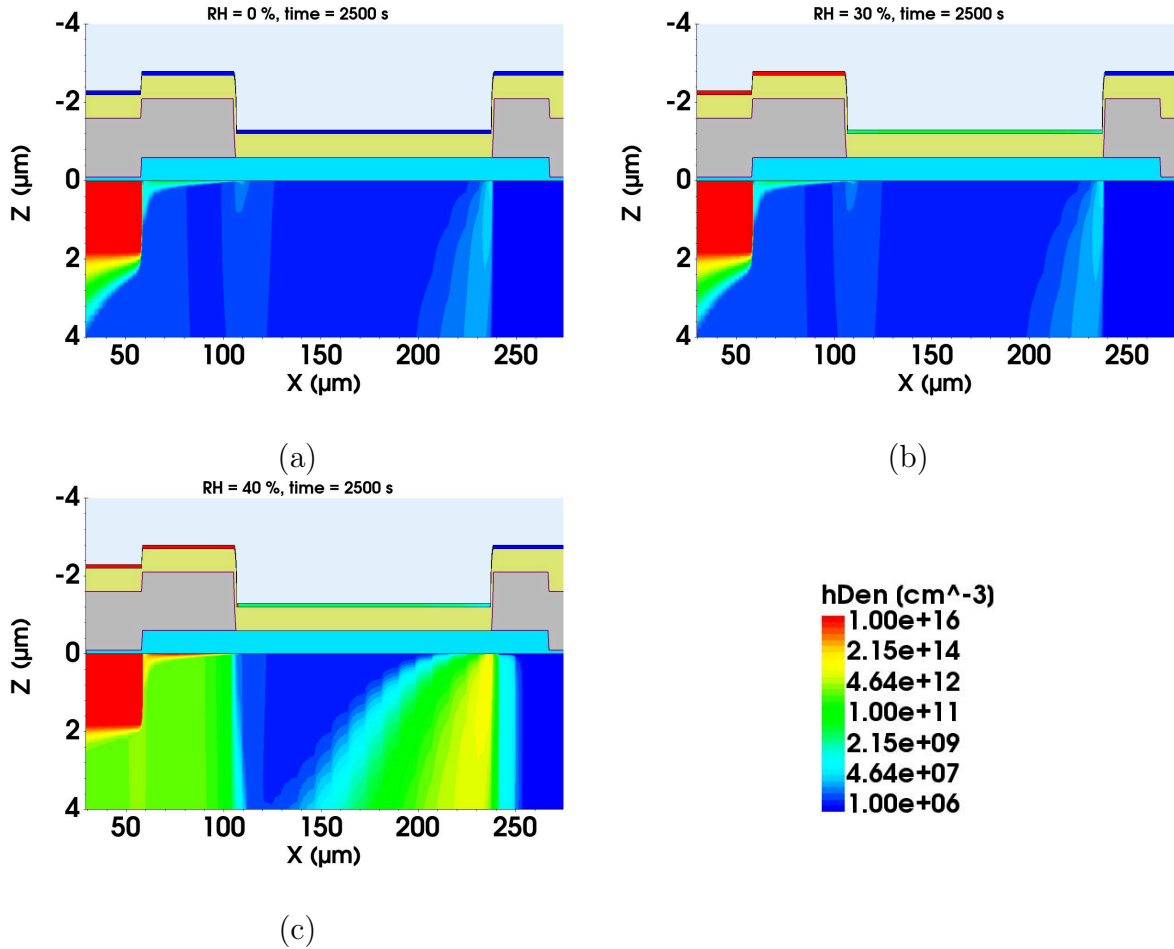 RH = 0 %, time = 2500 s
-4
-2
0
2
4
Z (µm)
50 100 150 200 250
X (µm)
(a)
RH = 30 %, time = 2500 s
-4
-2
0
2
4
Z (µm)
50 100 150 200 250
X (µm)
(b)
RH = 40 %, time = 2500 s
-4
-2
0
2
4
Z (µm)
50 100 150 200 250
X (µm)
(c)
hDen (cm^-3)
1.00e+16
2.15e+14
4.64e+12
1.00e+11
2.15e+09
4.64e+07
1.00e+06